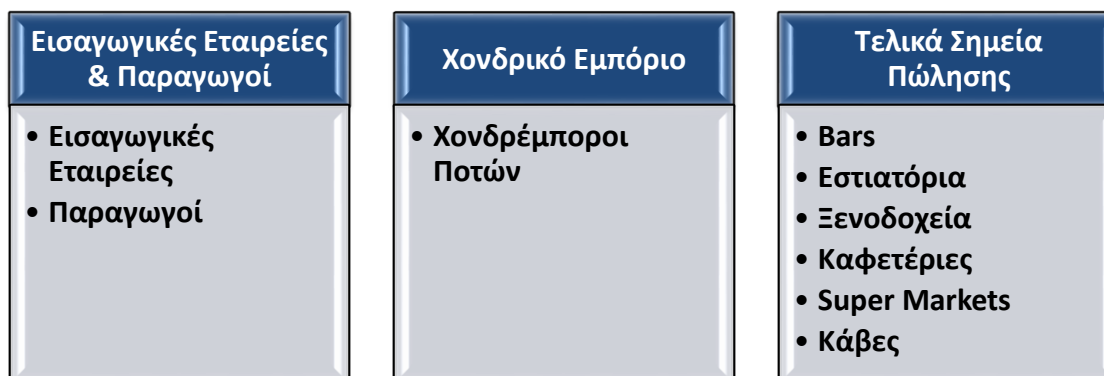 Εισαγωγικές Εταιρείες
& Παραγωγοί
• Εισαγωγικές
Εταιρείες
• Παραγωγοί
Χονδρικό Εμπόριο
• Χονδρέμποροι
Ποτών
Τελικά Σημεία
Πώλησης
• Bars
• Εστιατόρια
• Ξενοδοχεία
• Καφετέριες
• Super Markets
• Κάβες